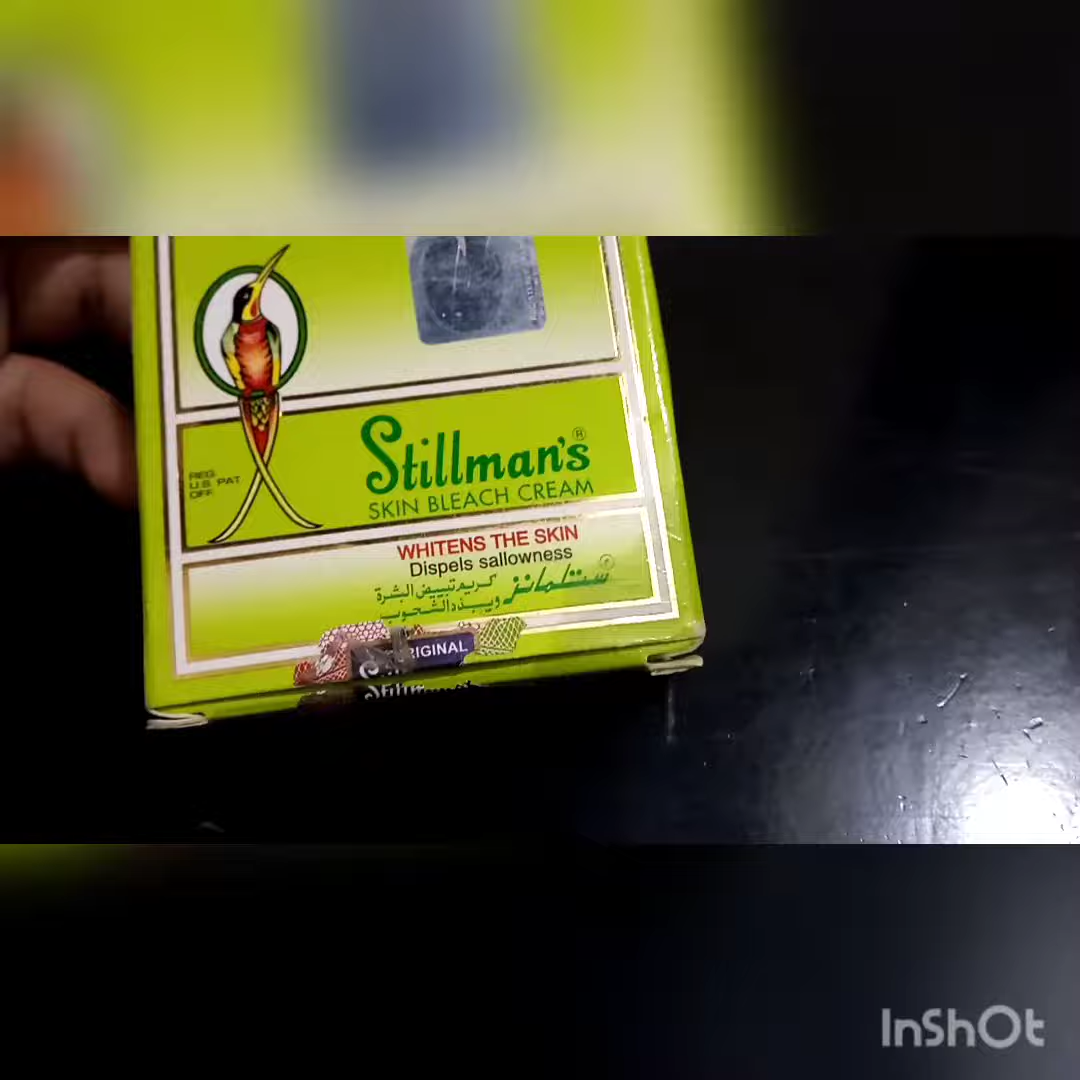 REG.
U.S. PAT.
OFF.
Stillman's®
SKIN BLEACH CREAM
WHITENS THE SKIN
Dispels sallowness
ستلمانز®
كريم تبييض البشرة
ويبدد الشحوب
RIGINAL
InShOt